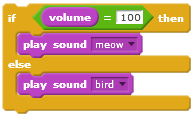 if volume = 100 then
play sound meow
else
play sound bird